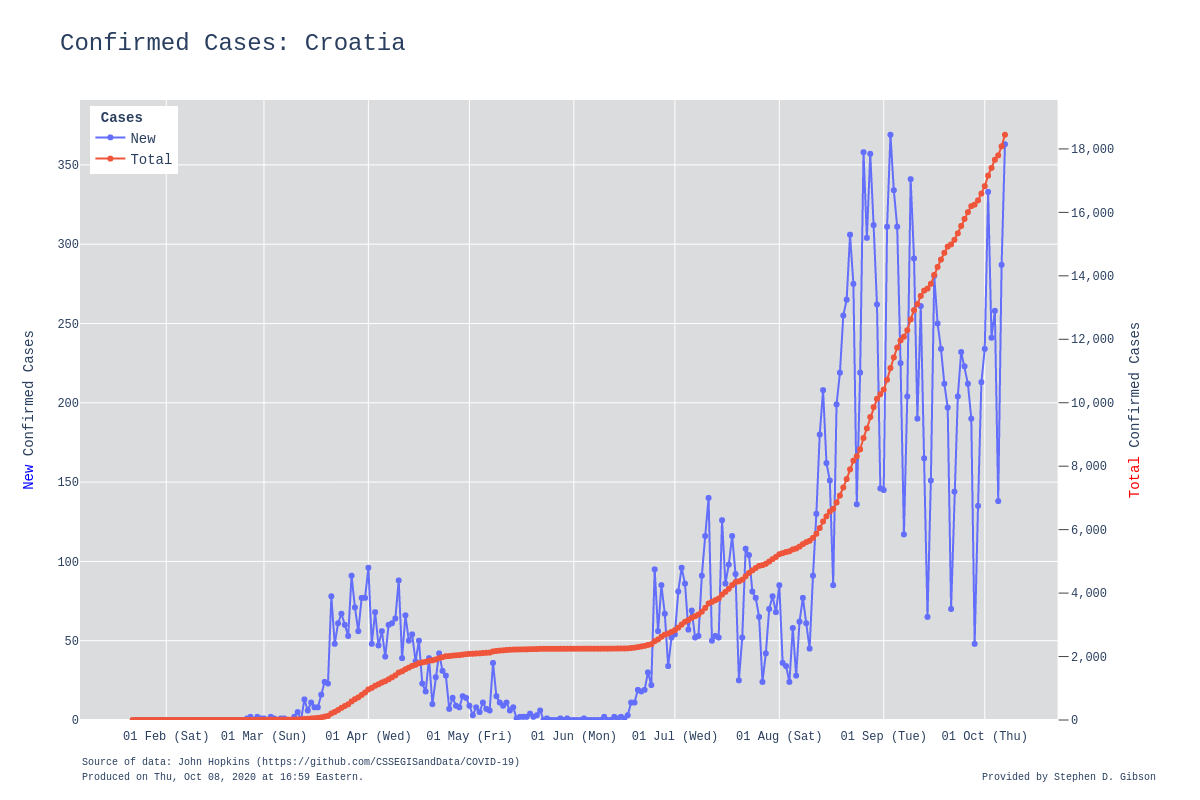 Confirmed Cases: Croatia
Cases
New
Total
350
300
250
200
150
100
50
0
New Confirmed Cases
18,000
16,000
14,000
12,000
10,000
8,000
6,000
4,000
2,000
0
Total Confirmed Cases
01 Feb (Sat) 01 Mar (Sun) 01 Apr (Wed) 01 May (Fri) 01 Jun (Mon) 01 Jul (Wed) 01 Aug (Sat) 01 Sep (Tue) 01 Oct (Thu)
Source of data: John Hopkins (https://github.com/CSSEGISandData/COVID-19)
Produced on Thu, Oct 08, 2020 at 16:59 Eastern.
Provided by Stephen D. Gibson